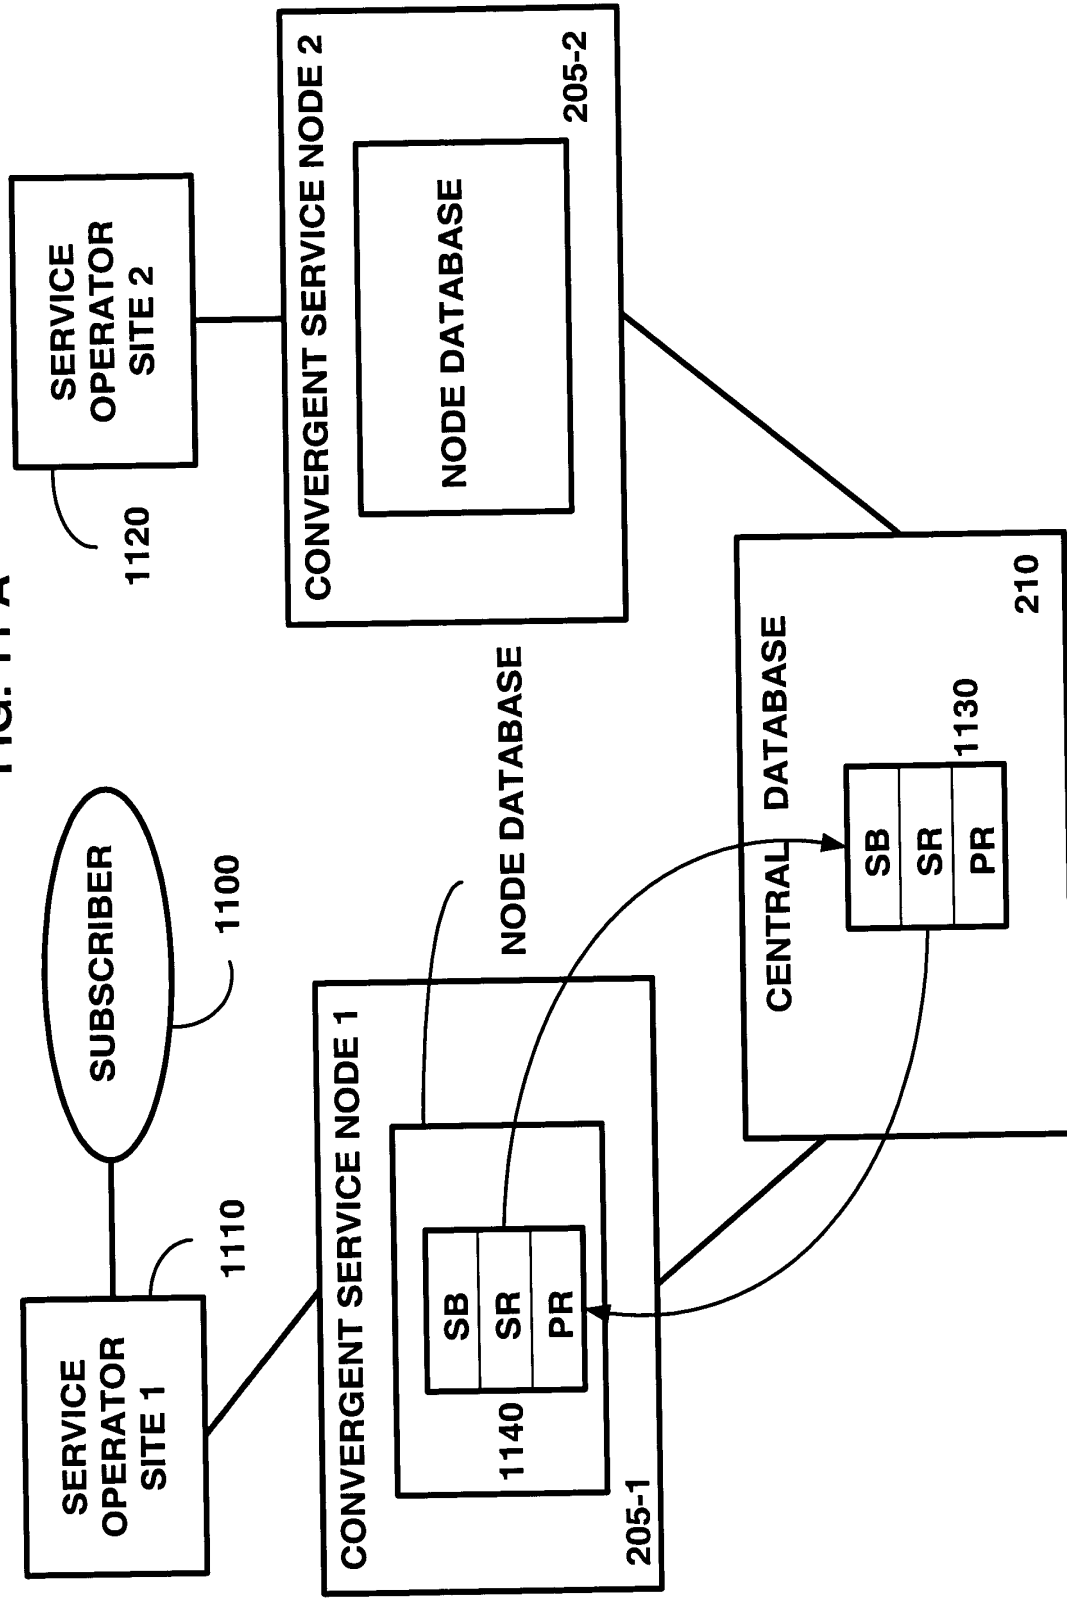 FIG. 11 A
SERVICE
OPERATOR
SITE 1
1110
SUBSCRIBER
1100
SERVICE
OPERATOR
SITE 2
1120
CONVERGENT SERVICE NODE 1
SB
SR
PR
1140
205-1
NODE DATABASE
CONVERGENT SERVICE NODE 2
NODE DATABASE
205-2
CENTRAL DATABASE
SB
SR
PR
1130
210